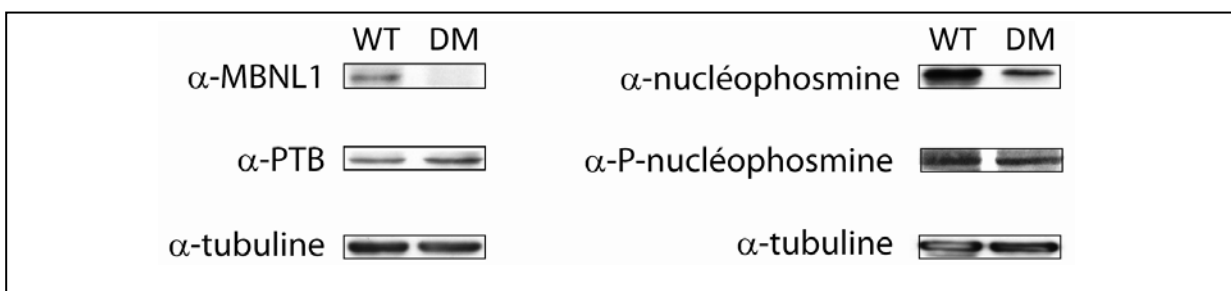 WT DM
α-MBNL1
α-PTB
α-tubuline
WT DM
α-nucléophosmine
α-P-nucléophosmine
α-tubuline